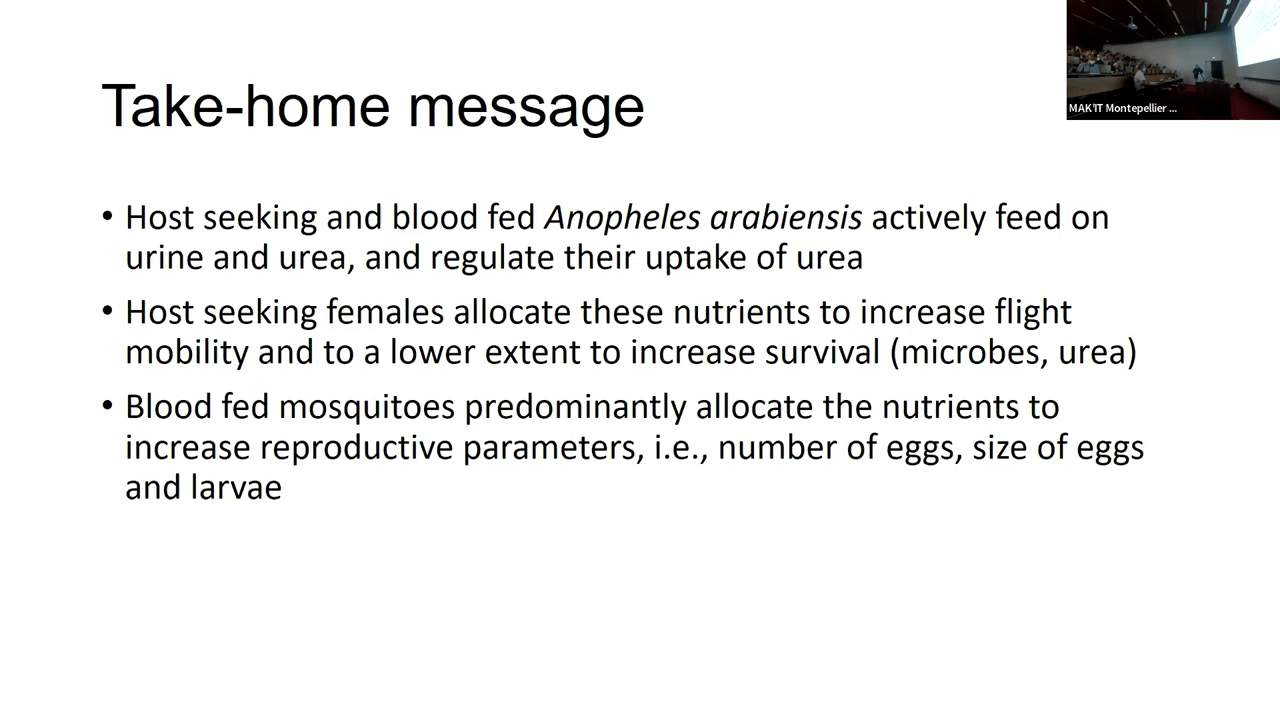 MAK'IT Montepellier ...
Take-home message
• Host seeking and blood fed Anopheles arabiensis actively feed on
urine and urea, and regulate their uptake of urea
• Host seeking females allocate these nutrients to increase flight
mobility and to a lower extent to increase survival (microbes, urea)
• Blood fed mosquitoes predominantly allocate the nutrients to
increase reproductive parameters, i.e., number of eggs, size of eggs
and larvae